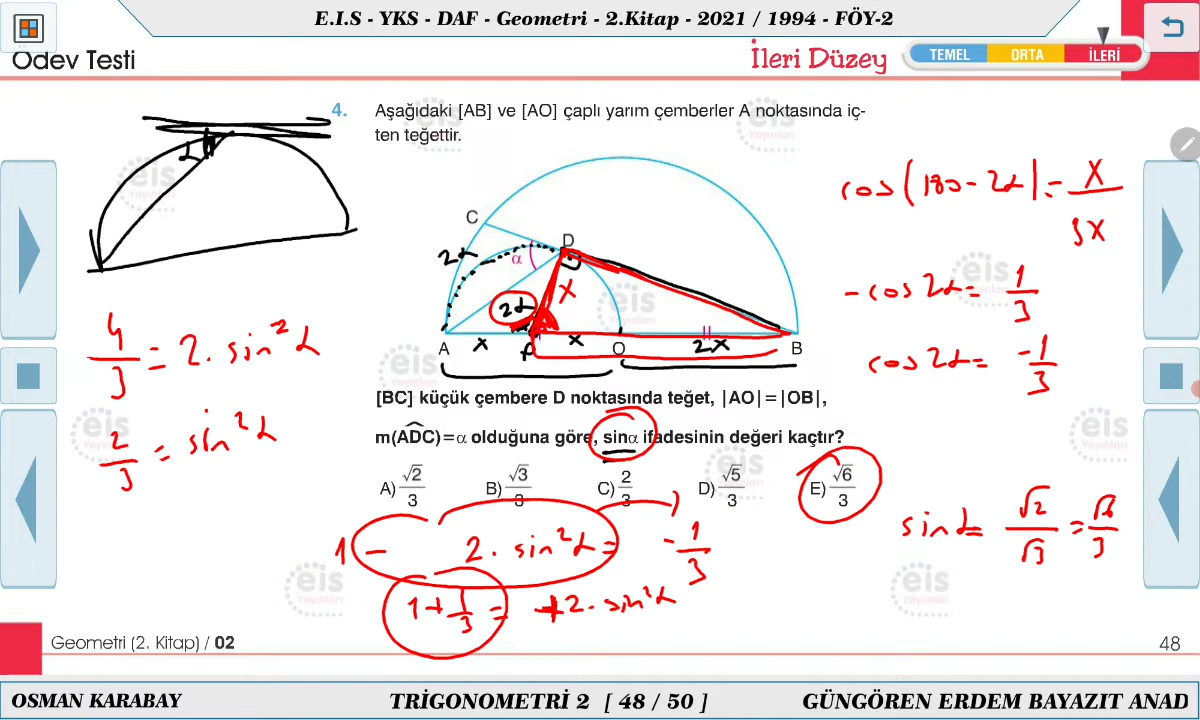 E.I.S - YKS - DAF - Geometri - 2.Kitap - 2021 / 1994 - FÖY-2
Ödev Testi
İleri Düzey
TEMEL ORTA İLERİ
4. Aşağıdaki [AB] ve [AO] çaplı yarım çemberler A noktasında iç-
ten teğettir.
α
C
D
2α
α
2α
x
A x x O 2x B
cos(180-2α)=x/3x
-cos2α=1/3
cos2α=-1/3
4/3=2.sin²α
2/3=sin²α
[BC] küçük çembere D noktasında teğet, |AO|=|OB|,
m(ADC)=α olduğuna göre, sinα ifadesinin değeri kaçtır?
A) √2/3 B) √3/3 C) 2/3 D) √5/3 E) √6/3
1-2.sin²α=-1/3
1+1/3=+2.sin²α
sinα=√2/√3=√6/3
eis Yayınları
Geometri (2. Kitap) / 02
48
OSMAN KARABAY
TRİGONOMETRİ 2 [ 48 / 50 ]
GÜNGÖREN ERDEM BAYAZIT ANAD